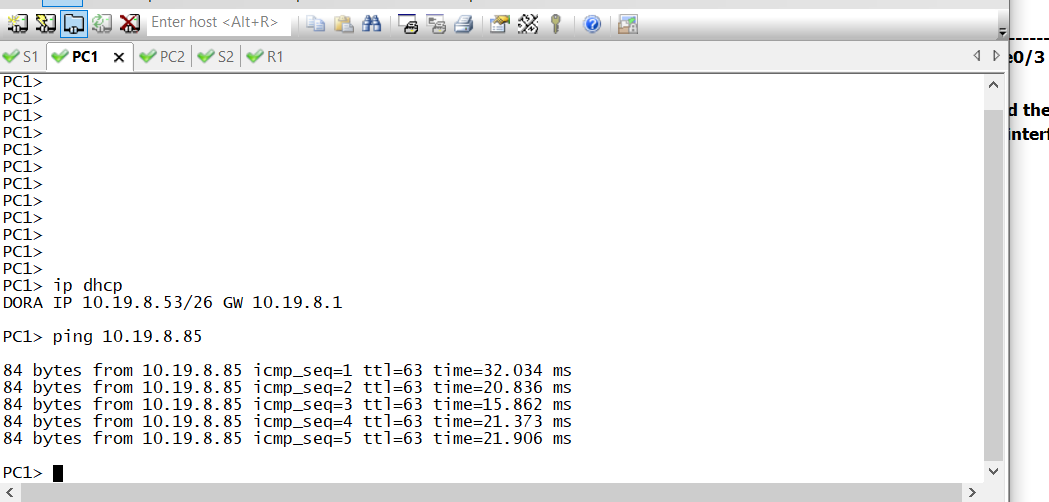 Enter host <Alt+R>
S1 PC1 PC2 S2 R1
e0/3
d the
interf
PC1>
PC1>
PC1>
PC1>
PC1>
PC1>
PC1>
PC1>
PC1>
PC1>
PC1>
PC1>
PC1> ip dhcp
DORA IP 10.19.8.53/26 GW 10.19.8.1
PC1> ping 10.19.8.85
84 bytes from 10.19.8.85 icmp_seq=1 ttl=63 time=32.034 ms
84 bytes from 10.19.8.85 icmp_seq=2 ttl=63 time=20.836 ms
84 bytes from 10.19.8.85 icmp_seq=3 ttl=63 time=15.862 ms
84 bytes from 10.19.8.85 icmp_seq=4 ttl=63 time=21.373 ms
84 bytes from 10.19.8.85 icmp_seq=5 ttl=63 time=21.906 ms
PC1>